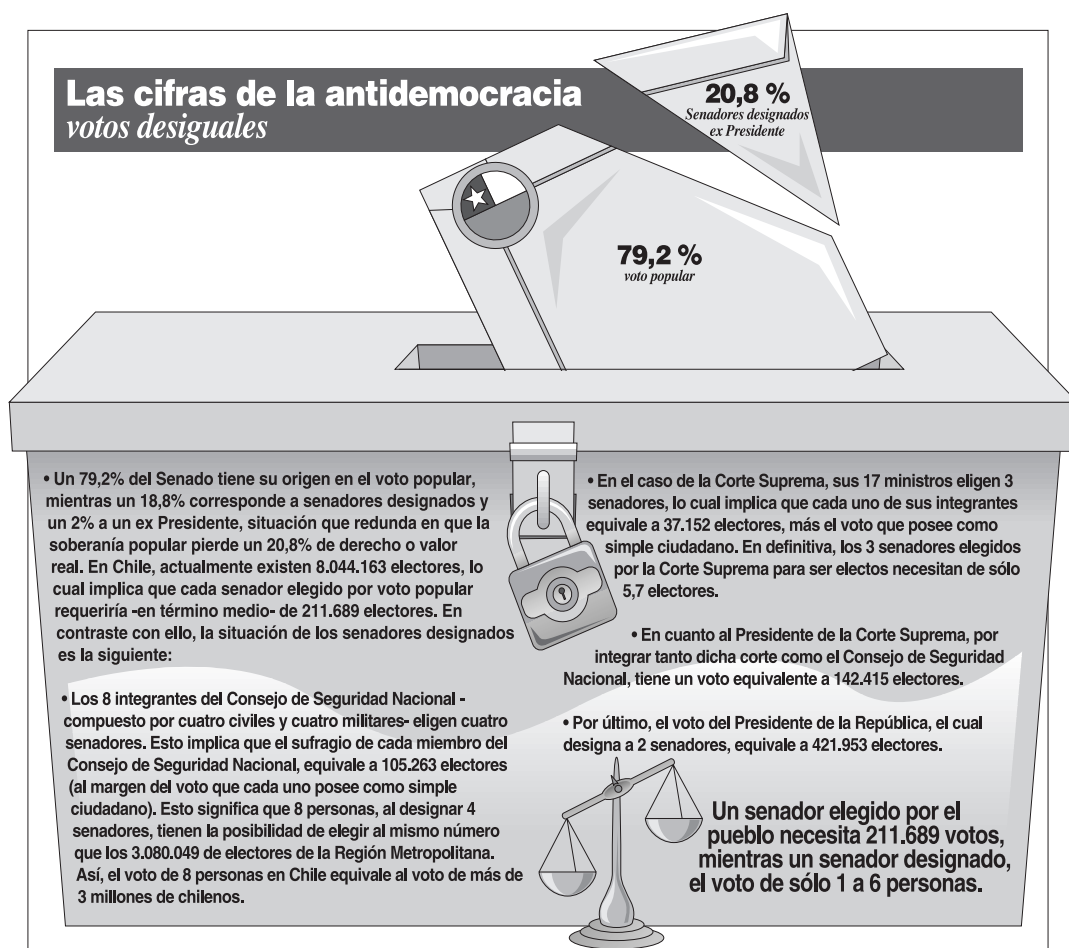 Las cifras de la antidemocracia
votos desiguales
20,8 %
Senadores designados
ex Presidente
79,2 %
voto popular
• Un 79,2% del Senado tiene su origen en el voto popular,
mientras un 18,8% corresponde a senadores designados y
un 2% a un ex Presidente, situación que redunda en que la
soberanía popular pierde un 20,8% de derecho o valor
real. En Chile, actualmente existen 8.044.163 electores, lo
cual implica que cada senador elegido por voto popular
requeriría -en término medio- de 211.689 electores. En
contraste con ello, la situación de los senadores designados
es la siguiente:
• Los 8 integrantes del Consejo de Seguridad Nacional -
compuesto por cuatro civiles y cuatro militares- eligen cuatro
senadores. Esto implica que el sufragio de cada miembro del
Consejo de Seguridad Nacional, equivale a 105.263 electores
(al margen del voto que cada uno posee como simple
ciudadano). Esto significa que 8 personas, al designar 4
senadores, tienen la posibilidad de elegir al mismo número
que los 3.080.049 de electores de la Región Metropolitana.
Así, el voto de 8 personas en Chile equivale al voto de más de
3 millones de chilenos.
• En el caso de la Corte Suprema, sus 17 ministros eligen 3
senadores, lo cual implica que cada uno de sus integrantes
equivale a 37.152 electores, más el voto que posee como
simple ciudadano. En definitiva, los 3 senadores elegidos
por la Corte Suprema para ser electos necesitan de sólo
5,7 electores.
• En cuanto al Presidente de la Corte Suprema, por
integrar tanto dicha corte como el Consejo de Seguridad
Nacional, tiene un voto equivalente a 142.415 electores.
• Por último, el voto del Presidente de la República, el cual
designa a 2 senadores, equivale a 421.953 electores.
Un senador elegido por el
pueblo necesita 211.689 votos,
mientras un senador designado,
el voto de sólo 1 a 6 personas.